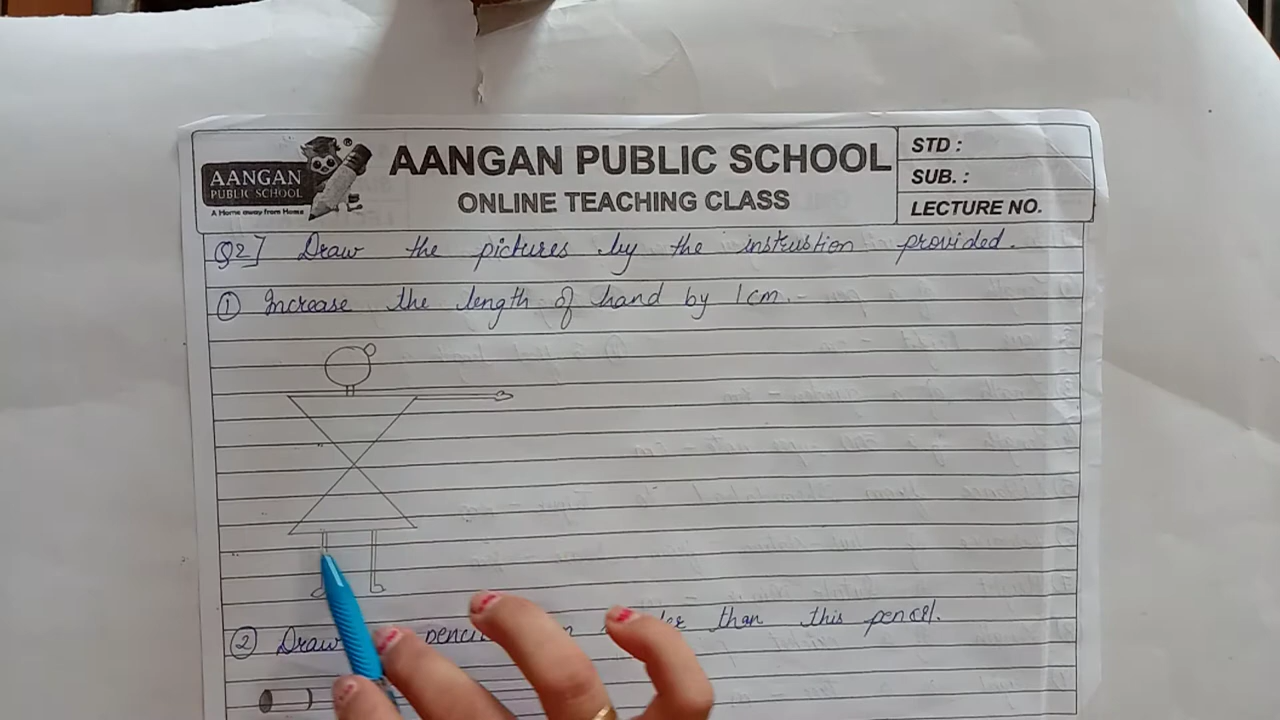 AANGAN
PUBLIC SCHOOL
A Home away from Home
AANGAN PUBLIC SCHOOL
ONLINE TEACHING CLASS
STD :
SUB. :
LECTURE NO.
Q2] Draw the pictures by the instrustion provided.
① Increase the length of hand by 1cm.
② Draw than this pencil.